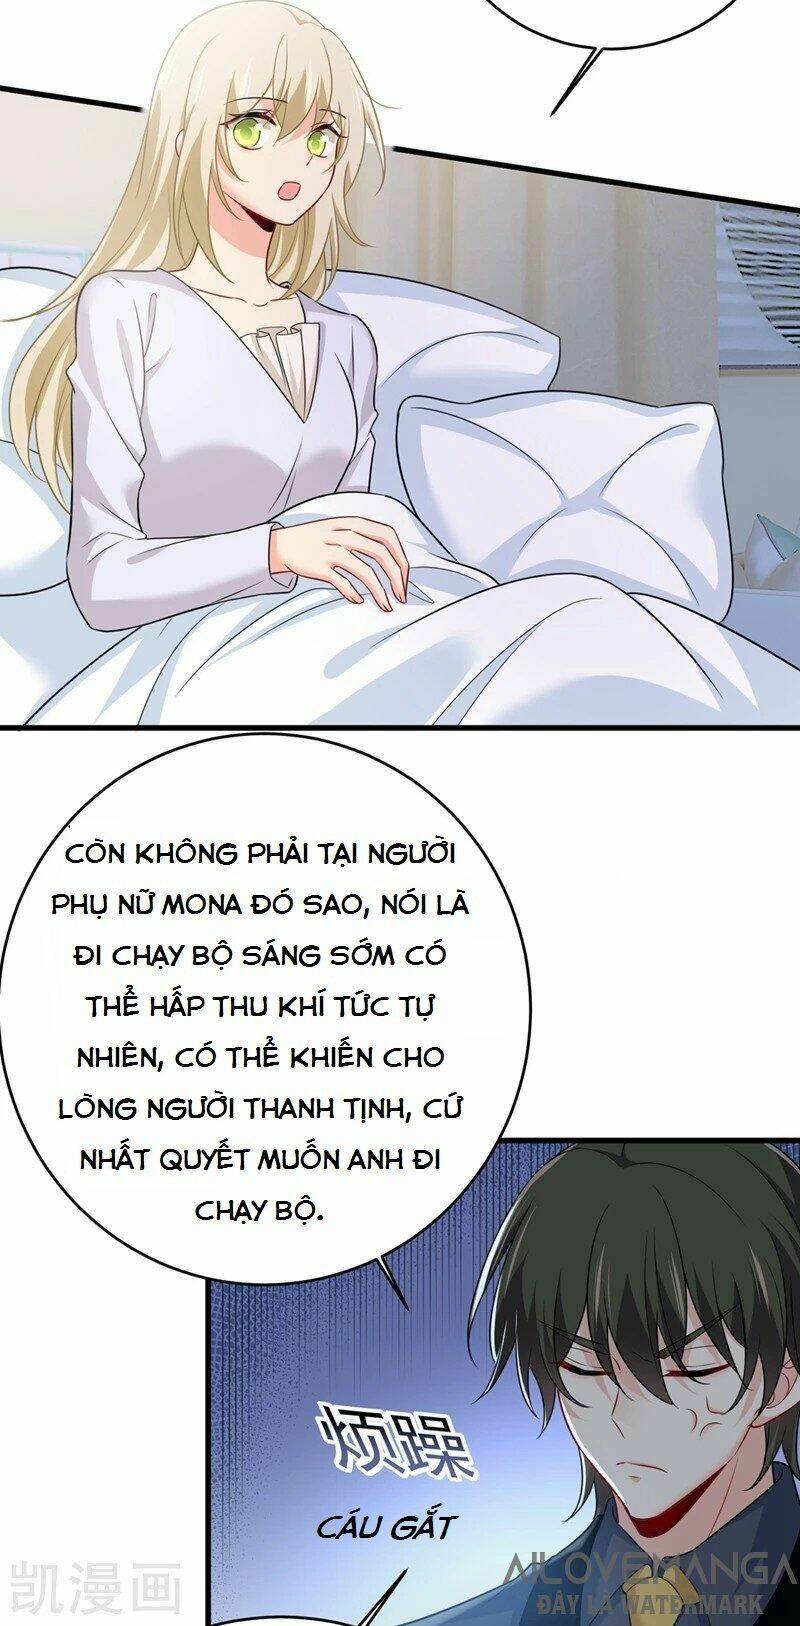 CÒN KHÔNG PHẢI TẠI NGƯỜI
PHỤ NỮ MONA ĐÓ SAO, NÓI LÀ
ĐI CHẠY BỘ SÁNG SỚM CÓ
THỂ HẤP THU KHÍ TỨC TỰ
NHIÊN, CÓ THỂ KHIẾN CHO
LÒNG NGƯỜI THANH TỊNH, CỨ
NHẤT QUYẾT MUỐN ANH ĐI
CHẠY BỘ.
烦躁
CÁU GẮT
凯漫画
AILOVEMANGA
ĐÂY LÀ WATERMARK